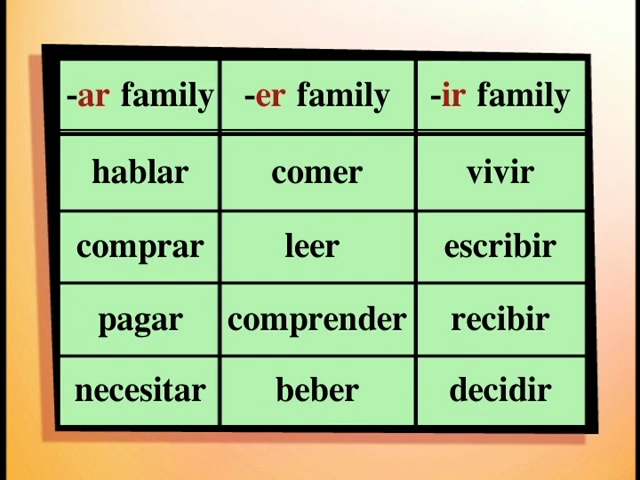 -ar family -er family -ir family
hablar comer vivir
comprar leer escribir
pagar comprender recibir
necesitar beber decidir